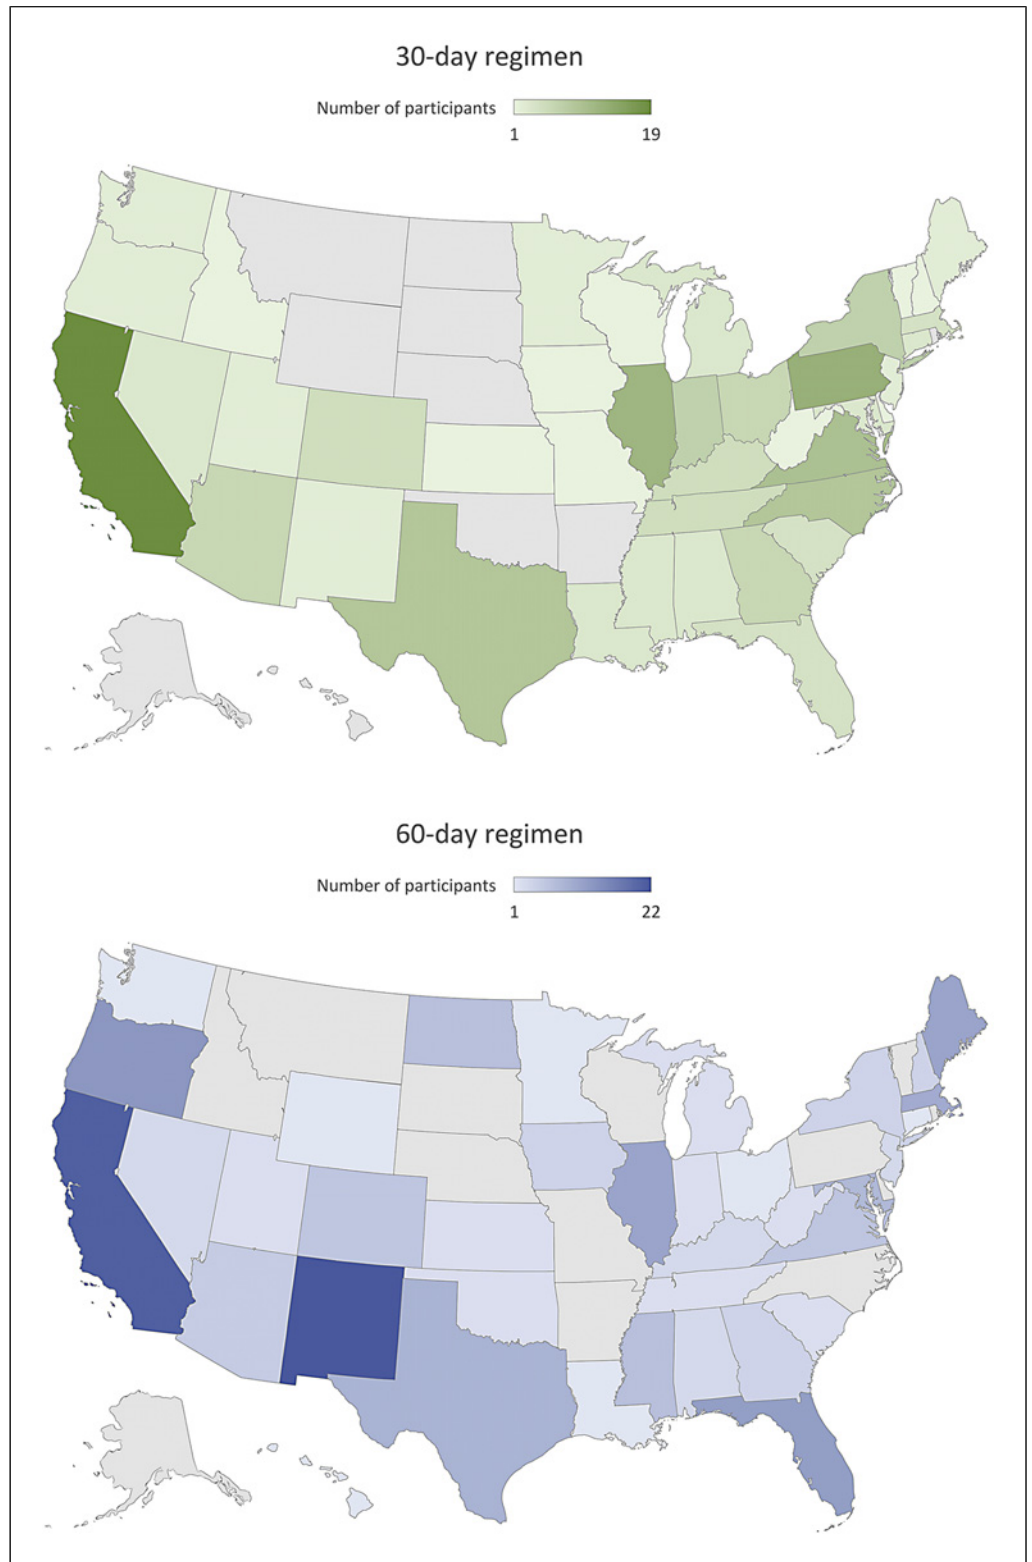 30-day regimen
Number of participants
1 19
60-day regimen
Number of participants
1 22